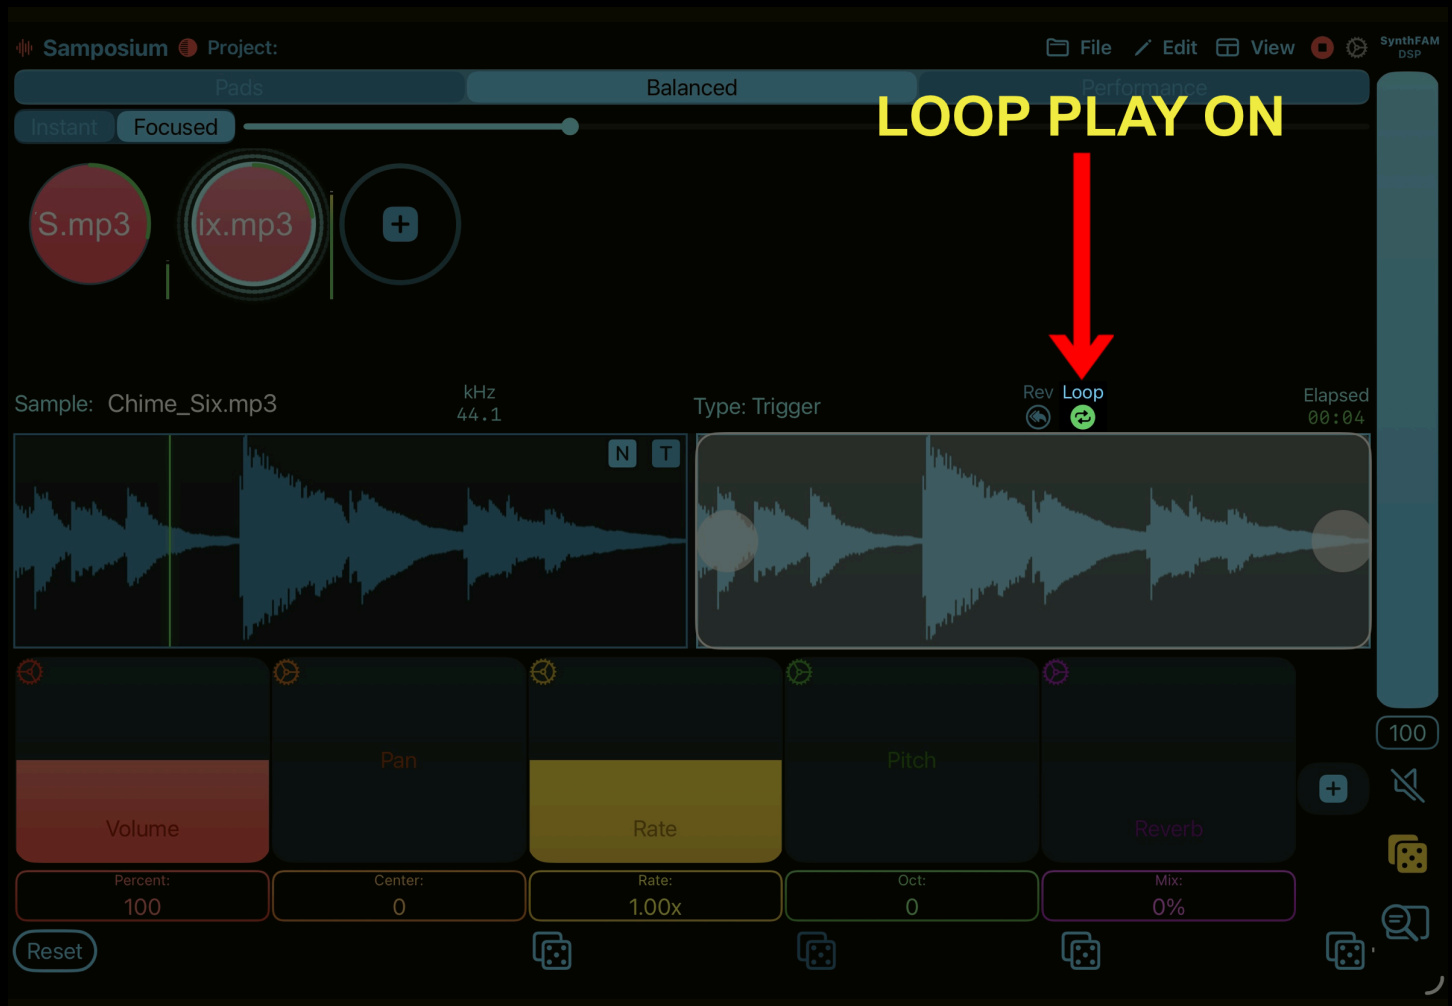 Samposium Project: File Edit View SynthFAM
DSP
Pads Balanced Performance
LOOP PLAY ON
Instant Focused
S.mp3 ix.mp3
Sample: Chime_Six.mp3 kHz
44.1 Type: Trigger Rev Loop Elapsed
00:04
N T
Pan Pitch
100
Volume Rate Reverb
Percent: Center: Rate: Oct: Mix:
100 0 1.00x 0 0%
Reset